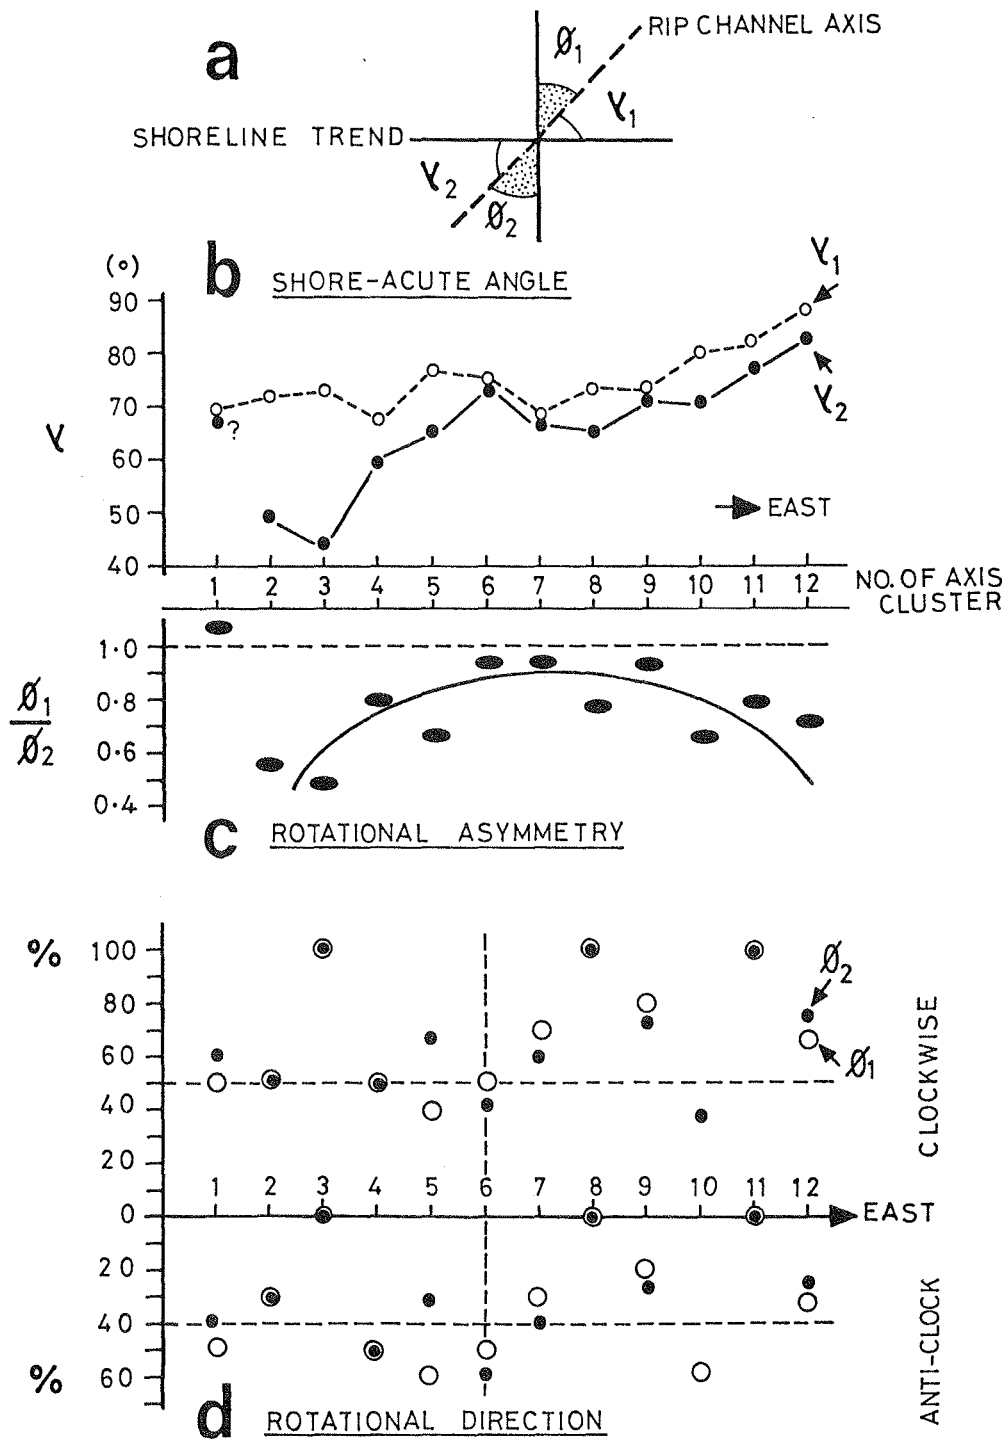 a
Ø1
RIP CHANNEL AXIS
γ1
SHORELINE TREND
γ2
Ø2
(°)
b SHORE-ACUTE ANGLE
γ1
γ2
90
80
70
60
50
40
γ
?
EAST
1 2 3 4 5 6 7 8 9 10 11 12
NO. OF AXIS
CLUSTER
1·0
0·8
0·6
0·4
Ø1
Ø2
c ROTATIONAL ASYMMETRY
%
100
80
60
40
20
0
Ø2
Ø1
CLOCKWISE
1 2 3 4 5 6 7 8 9 10 11 12
EAST
20
40
60
%
ANTI-CLOCK
d ROTATIONAL DIRECTION